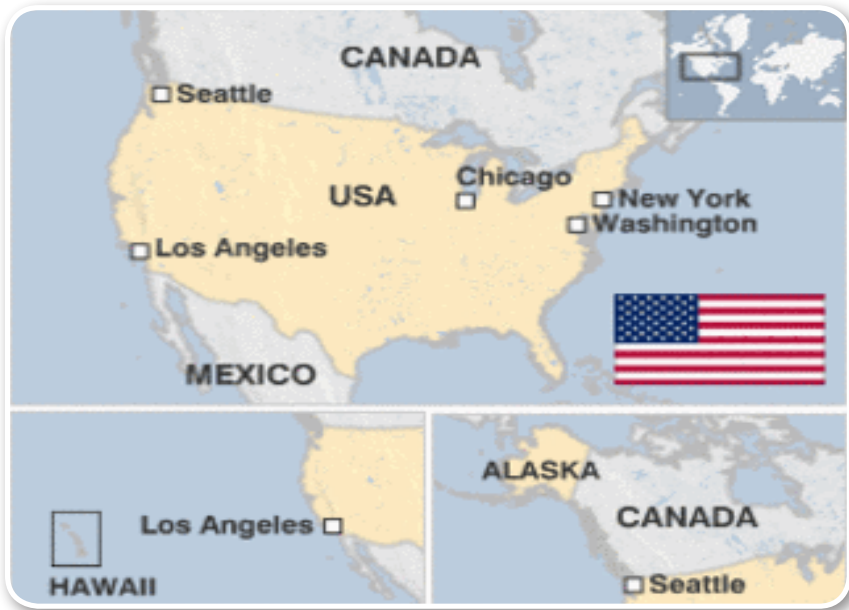 CANADA
Seattle
Chicago
USA
New York
Washington
Los Angeles
MEXICO
Los Angeles
HAWAII
ALASKA
CANADA
Seattle